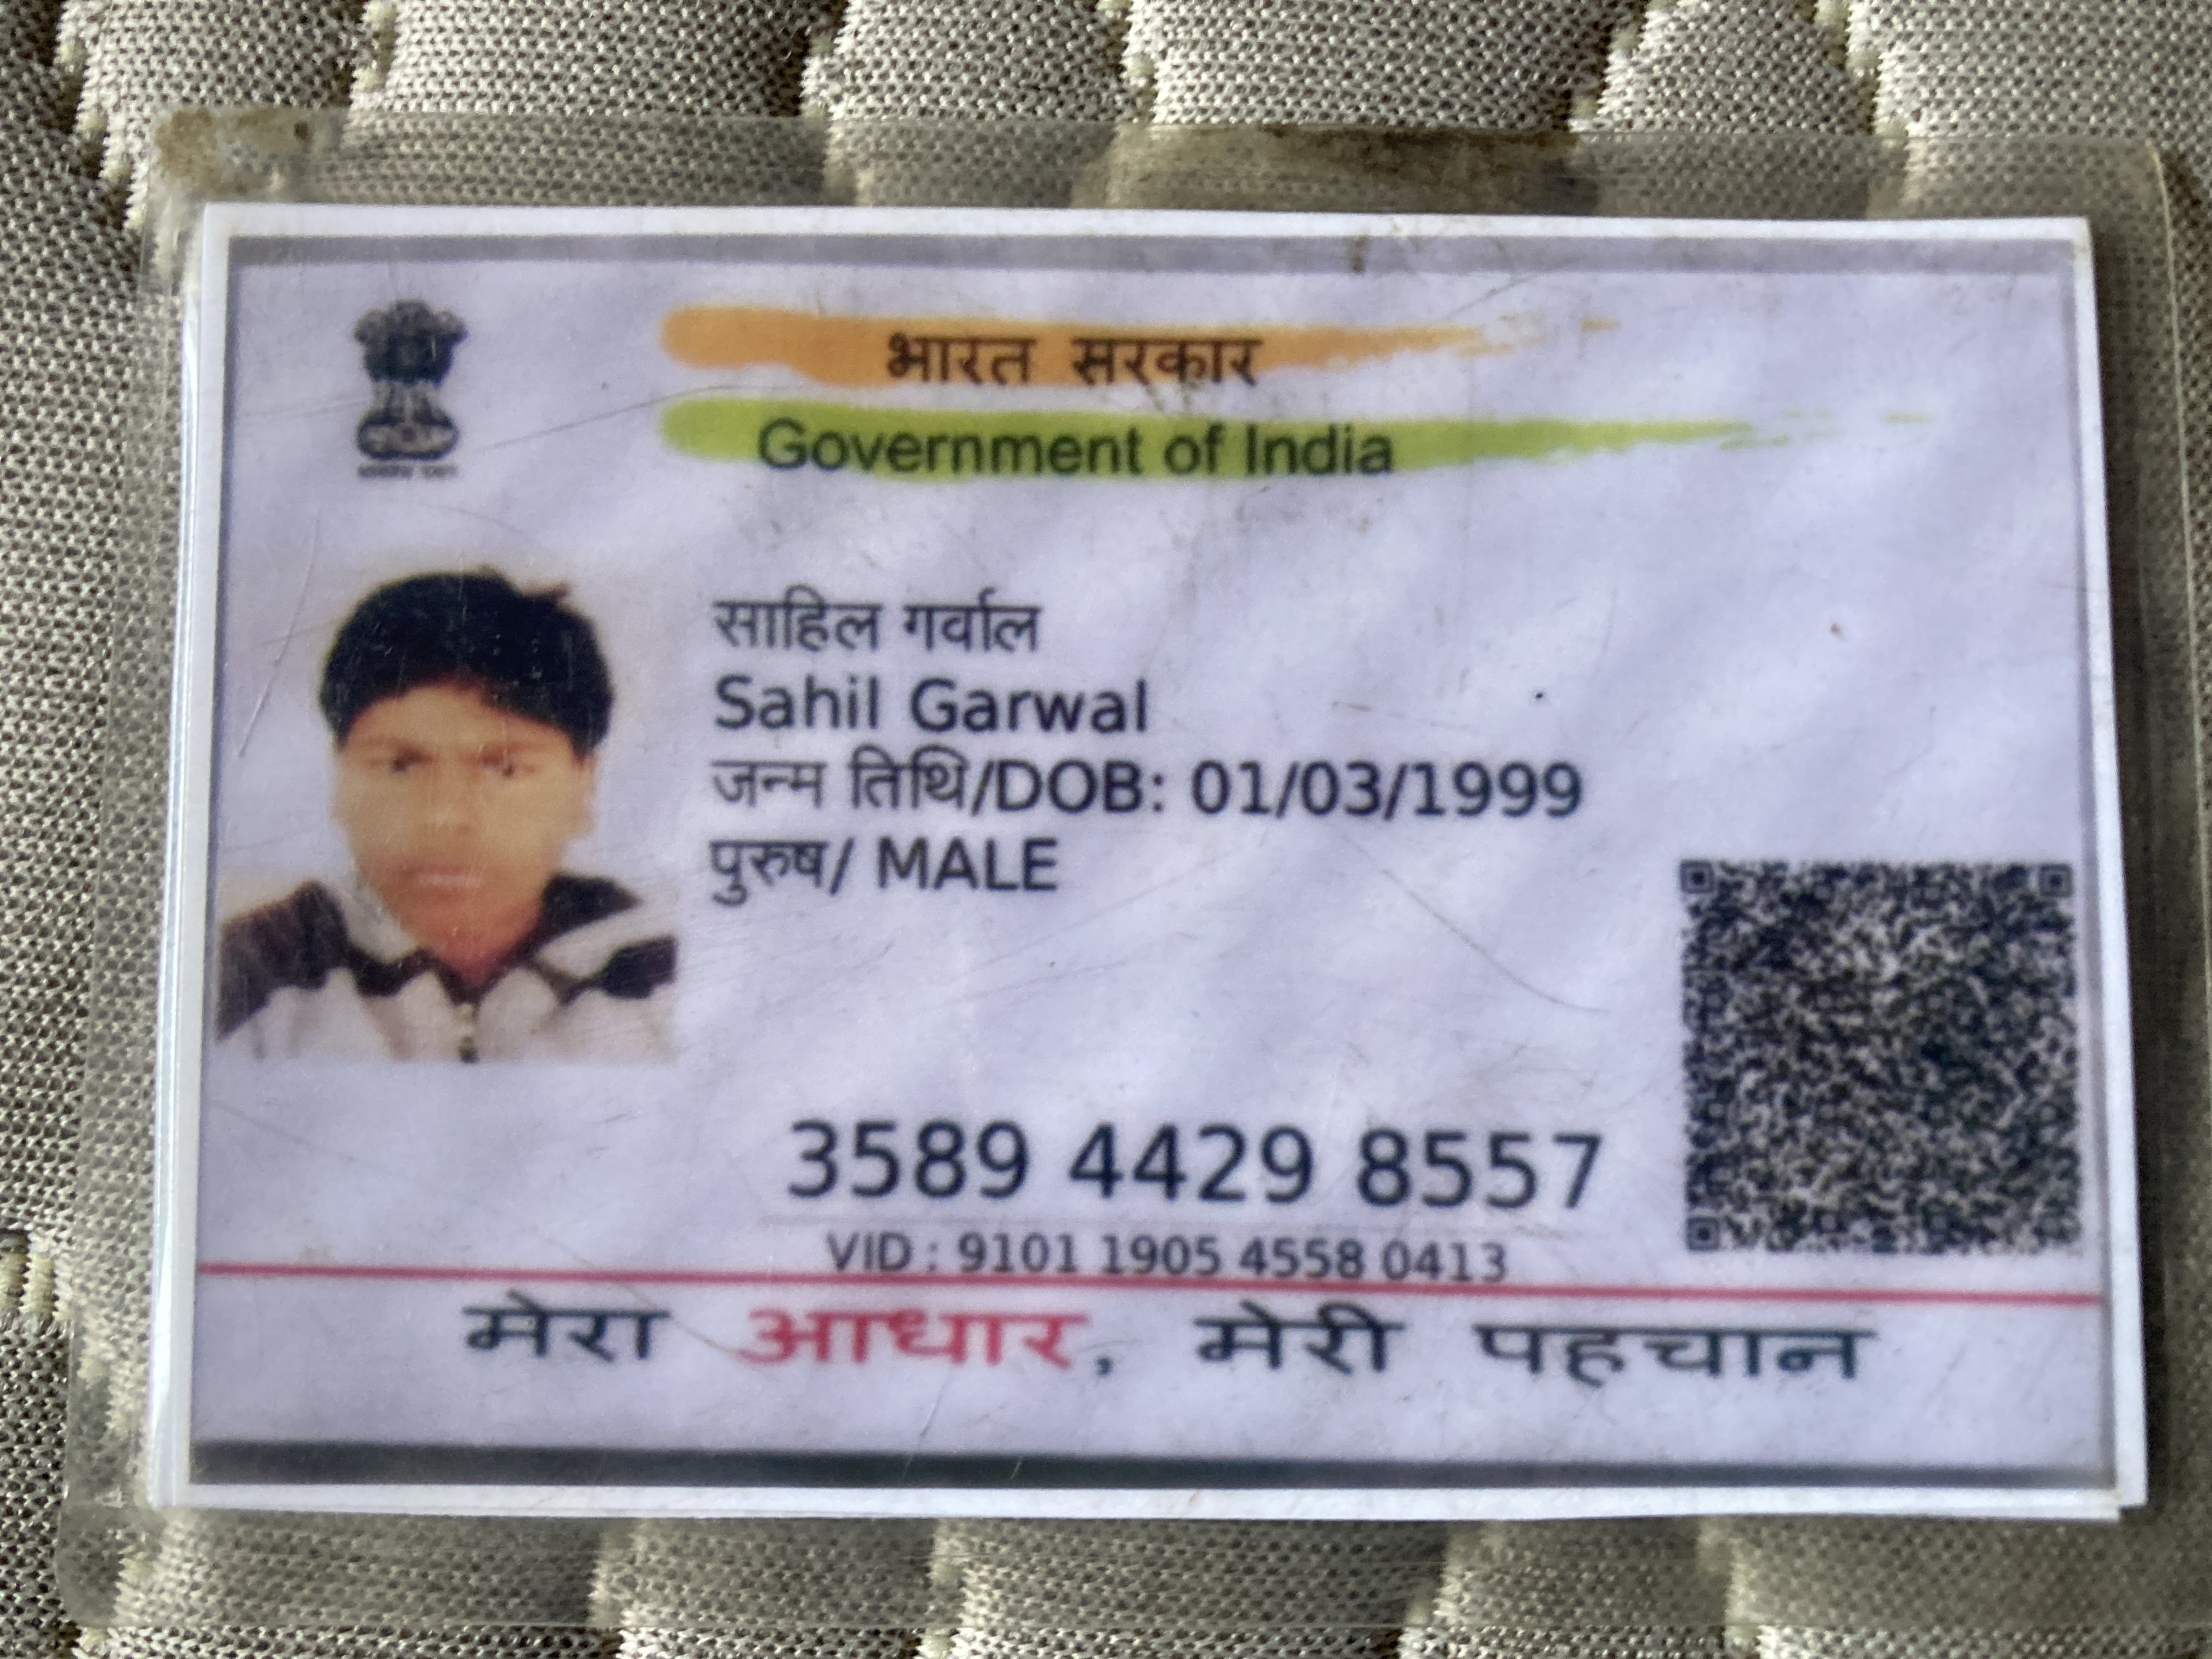 भारत सरकार
Government of India
साहिल गर्वाल
Sahil Garwal
जन्म तिथि/DOB: 01/03/1999
पुरुष/ MALE
3589 4429 8557
VID : 9101 1905 4558 0413
मेरा आधार, मेरी पहचान